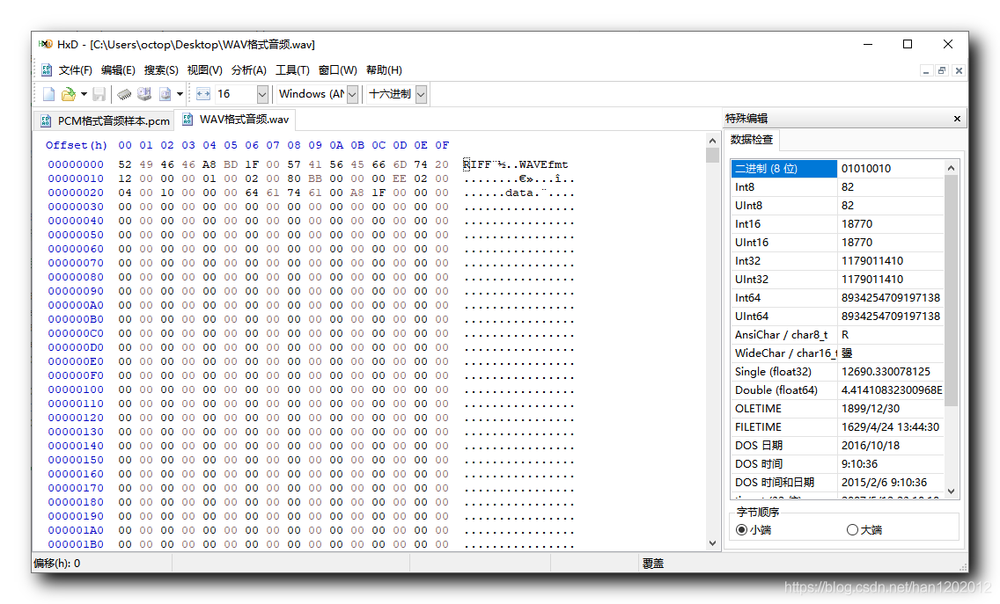 HxD - [C:\Users\octop\Desktop\WAV格式音频.wav]
文件(F) 编辑(E) 搜索(S) 视图(V) 分析(A) 工具(T) 窗口(W) 帮助(H)
16 Windows (AN 十六进制
PCM格式音频样本.pcm WAV格式音频.wav
Offset(h) 00 01 02 03 04 05 06 07 08 09 0A 0B 0C 0D 0E 0F
00000000 52 49 46 46 A8 BD 1F 00 57 41 56 45 66 6D 74 20 RIFF¨½..WAVEfmt
00000010 12 00 00 00 01 00 02 00 80 BB 00 00 00 EE 02 00 ........€»...î..
00000020 04 00 10 00 00 00 64 61 74 61 00 A8 1F 00 00 00 ......data.¨....
00000030 00 00 00 00 00 00 00 00 00 00 00 00 00 00 00 00 ................
00000040 00 00 00 00 00 00 00 00 00 00 00 00 00 00 00 00 ................
00000050 00 00 00 00 00 00 00 00 00 00 00 00 00 00 00 00 ................
00000060 00 00 00 00 00 00 00 00 00 00 00 00 00 00 00 00 ................
00000070 00 00 00 00 00 00 00 00 00 00 00 00 00 00 00 00 ................
00000080 00 00 00 00 00 00 00 00 00 00 00 00 00 00 00 00 ................
00000090 00 00 00 00 00 00 00 00 00 00 00 00 00 00 00 00 ................
000000A0 00 00 00 00 00 00 00 00 00 00 00 00 00 00 00 00 ................
000000B0 00 00 00 00 00 00 00 00 00 00 00 00 00 00 00 00 ................
000000C0 00 00 00 00 00 00 00 00 00 00 00 00 00 00 00 00 ................
000000D0 00 00 00 00 00 00 00 00 00 00 00 00 00 00 00 00 ................
000000E0 00 00 00 00 00 00 00 00 00 00 00 00 00 00 00 00 ................
000000F0 00 00 00 00 00 00 00 00 00 00 00 00 00 00 00 00 ................
00000100 00 00 00 00 00 00 00 00 00 00 00 00 00 00 00 00 ................
00000110 00 00 00 00 00 00 00 00 00 00 00 00 00 00 00 00 ................
00000120 00 00 00 00 00 00 00 00 00 00 00 00 00 00 00 00 ................
00000130 00 00 00 00 00 00 00 00 00 00 00 00 00 00 00 00 ................
00000140 00 00 00 00 00 00 00 00 00 00 00 00 00 00 00 00 ................
00000150 00 00 00 00 00 00 00 00 00 00 00 00 00 00 00 00 ................
00000160 00 00 00 00 00 00 00 00 00 00 00 00 00 00 00 00 ................
00000170 00 00 00 00 00 00 00 00 00 00 00 00 00 00 00 00 ................
00000180 00 00 00 00 00 00 00 00 00 00 00 00 00 00 00 00 ................
00000190 00 00 00 00 00 00 00 00 00 00 00 00 00 00 00 00 ................
000001A0 00 00 00 00 00 00 00 00 00 00 00 00 00 00 00 00 ................
000001B0 00 00 00 00 00 00 00 00 00 00 00 00 00 00 00 00 ................
特殊编辑
数据检查
二进制 (8 位) 01010010
Int8 82
UInt8 82
Int16 18770
UInt16 18770
Int32 1179011410
UInt32 1179011410
Int64 8934254709197138
UInt64 8934254709197138
AnsiChar / char8_t R
WideChar / char16_t
Single (float32) 12690.330078125
Double (float64) 4.41410832300968E
OLETIME 1899/12/30
FILETIME 1629/4/24 13:44:30
DOS 日期 2016/10/18
DOS 时间 9:10:36
DOS 时间和日期 2015/2/6 9:10:36
字节顺序
小端 大端
偏移(h): 0 覆盖
https://blog.csdn.net/han1202012